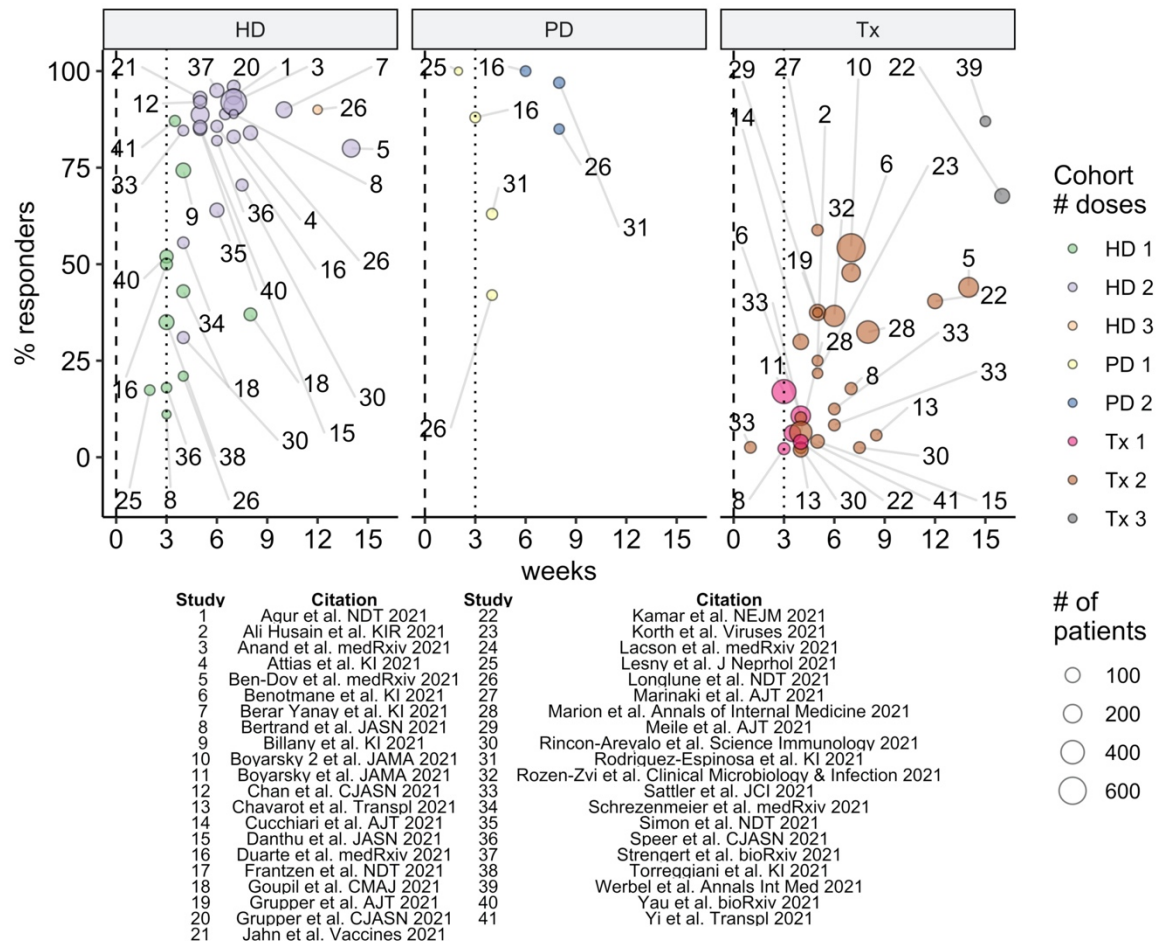 HD PD Tx
21 37 20 1 3 7
12 26
41 5
33 8
9 36 4
35 16 26
40 40
34
16 18 18 30
30 15
36 38
25 8 26
25 16
16
26
31 31
26
29 27 10 22 39
14 2
6 23
6 32
19 5
33 22
28 28 33
11 8 33
33 13
30
8 13 30 22 41 15
100
75
50
25
0
% responders
0 3 6 9 12 15 0 3 6 9 12 15 0 3 6 9 12 15
weeks
Cohort
# doses
HD 1
HD 2
HD 3
PD 1
PD 2
Tx 1
Tx 2
Tx 3
# of
patients
100
200
400
600
Study Citation Study Citation
1 Agur et al. NDT 2021 22 Kamar et al. NEJM 2021
2 Ali Husain et al. KIR 2021 23 Korth et al. Viruses 2021
3 Anand et al. medRxiv 2021 24 Lacson et al. medRxiv 2021
4 Attias et al. KI 2021 25 Lesny et al. J Neprhol 2021
5 Ben-Dov et al. medRxiv 2021 26 Longlune et al. NDT 2021
6 Benotmane et al. KI 2021 27 Marinaki et al. AJT 2021
7 Berar Yanay et al. KI 2021 28 Marion et al. Annals of Internal Medicine 2021
8 Bertrand et al. JASN 2021 29 Meile et al. AJT 2021
9 Billany et al. KI 2021 30 Rincon-Arevalo et al. Science Immunology 2021
10 Boyarsky 2 et al. JAMA 2021 31 Rodriguez-Espinosa et al. KI 2021
11 Boyarsky et al. JAMA 2021 32 Rozen-Zvi et al. Clinical Microbiology & Infection 2021
12 Chan et al. CJASN 2021 33 Sattler et al. JCI 2021
13 Chavarot et al. Transpl 2021 34 Schrezenmeier et al. medRxiv 2021
14 Cucchiari et al. AJT 2021 35 Simon et al. NDT 2021
15 Danthu et al. JASN 2021 36 Speer et al. CJASN 2021
16 Duarte et al. medRxiv 2021 37 Strengert et al. bioRxiv 2021
17 Frantzen et al. NDT 2021 38 Torreggiani et al. KI 2021
18 Goupil et al. CMAJ 2021 39 Werbel et al. Annals Int Med 2021
19 Grupper et al. AJT 2021 40 Yau et al. bioRxiv 2021
20 Grupper et al. CJASN 2021 41 Yi et al. Transpl 2021
21 Jahn et al. Vaccines 2021